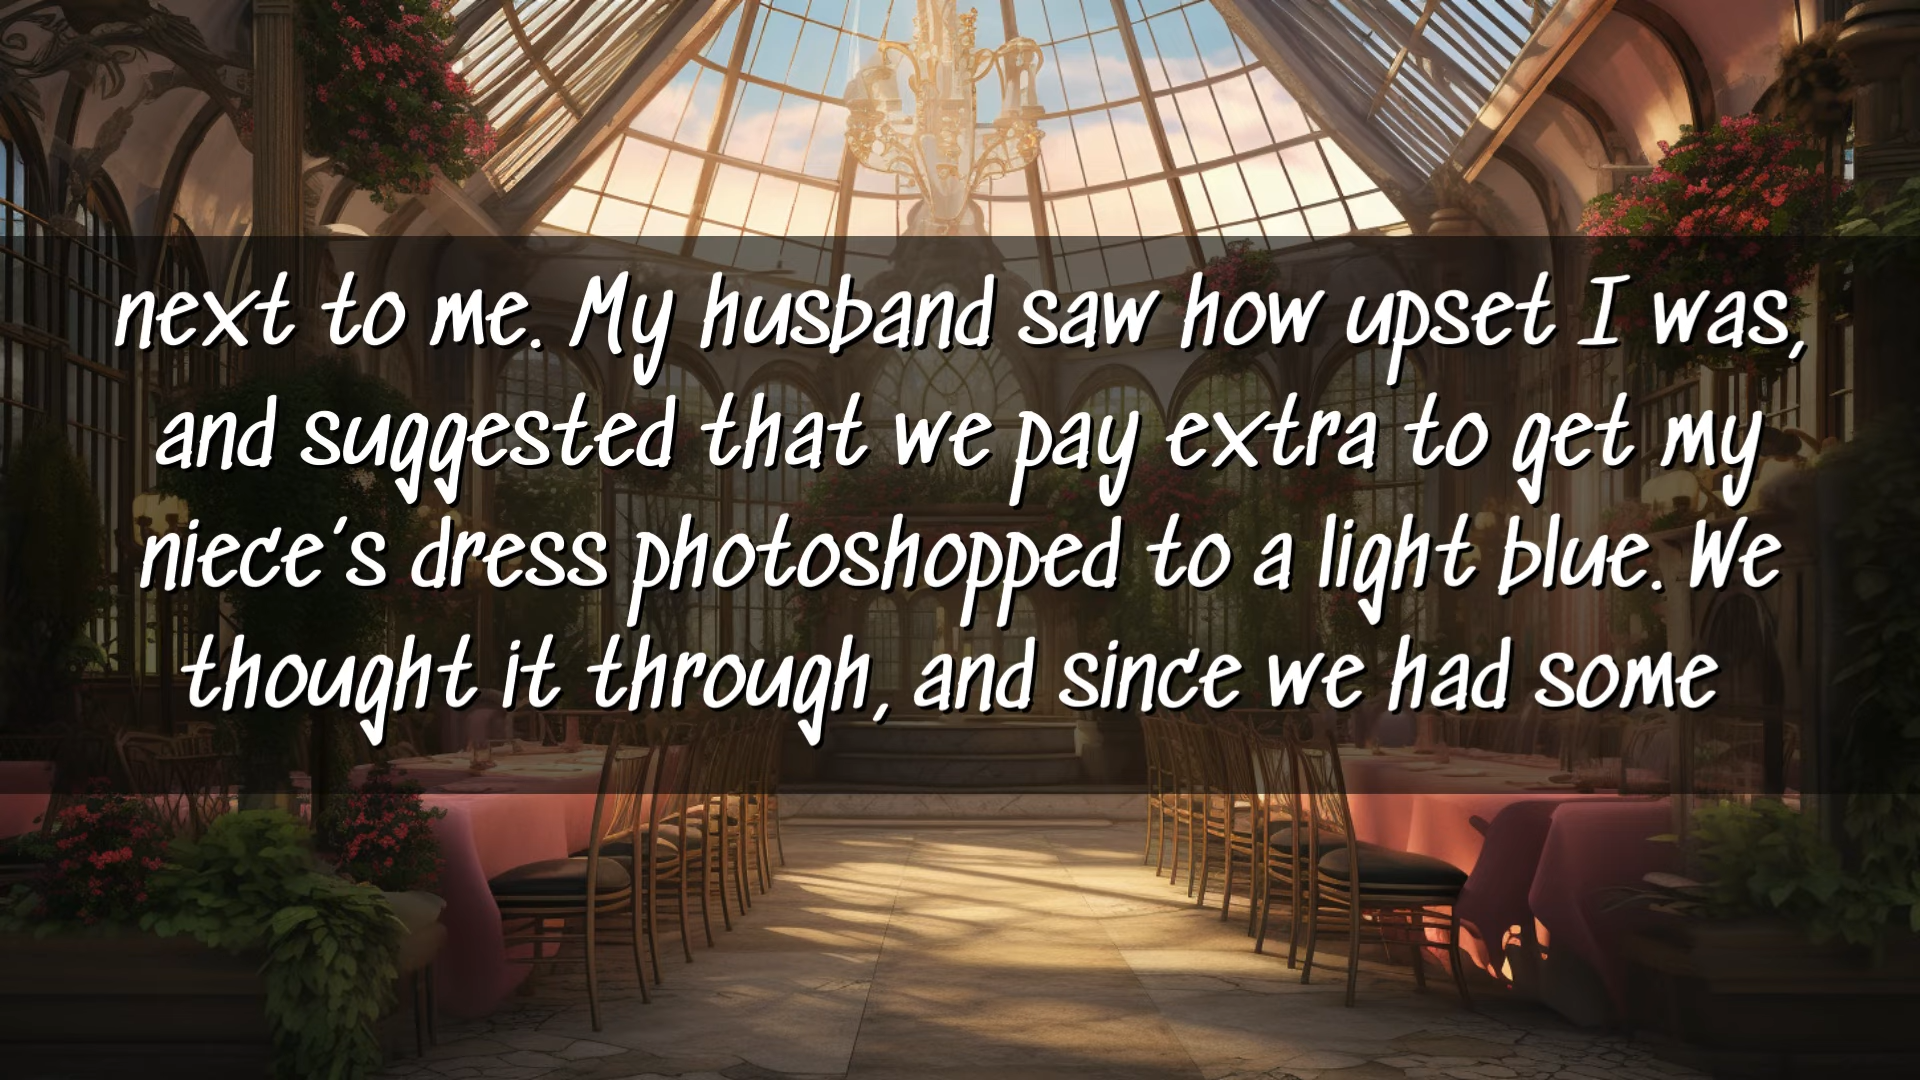 next to me. My husband saw how upset I was,
and suggested that we pay extra to get my
niece's dress photoshopped to a light blue. We
thought it through, and since we had some